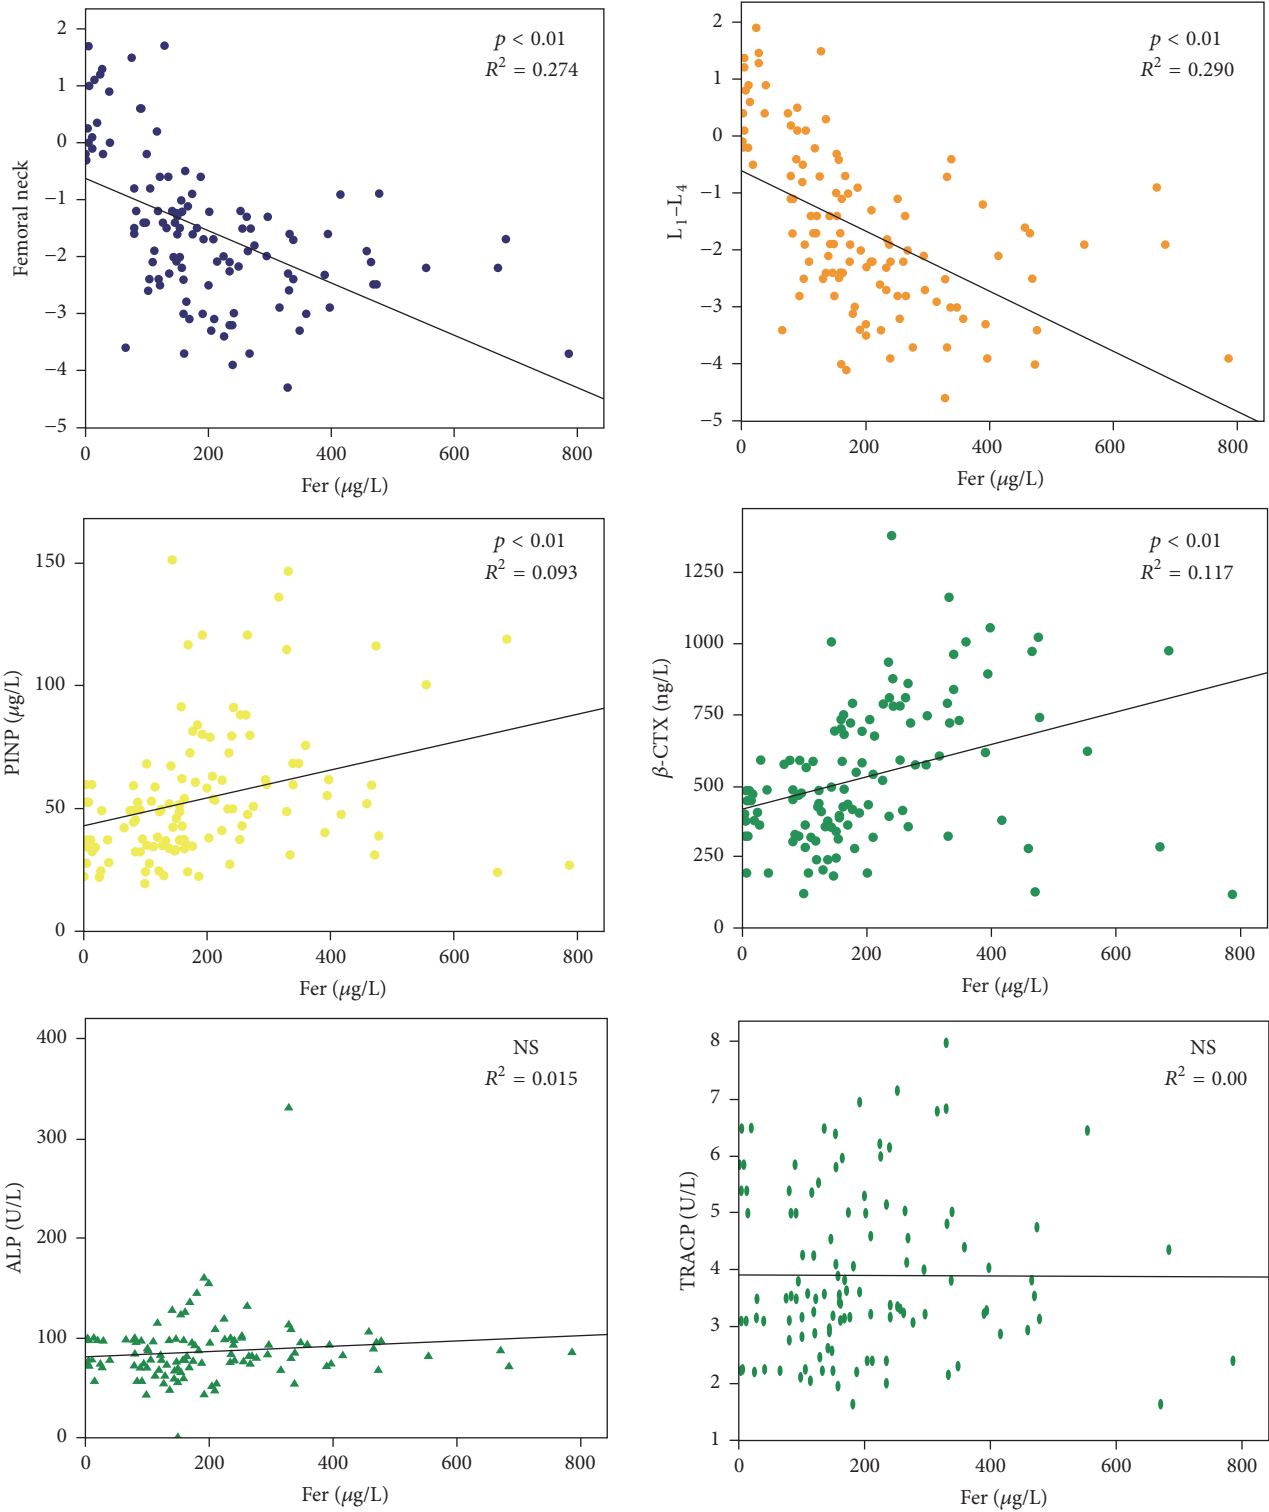 p < 0.01
R² = 0.274
Femoral neck
2
1
0
−1
−2
−3
−4
−5
0 200 400 600 800
Fer (μg/L)
p < 0.01
R² = 0.290
L₁–L₄
2
1
0
−1
−2
−3
−4
−5
0 200 400 600 800
Fer (μg/L)
p < 0.01
R² = 0.093
PINP (μg/L)
150
100
50
0
0 200 400 600 800
Fer (μg/L)
p < 0.01
R² = 0.117
β-CTX (ng/L)
1250
1000
750
500
250
0
0 200 400 600 800
Fer (μg/L)
NS
R² = 0.015
ALP (U/L)
400
300
200
100
0
0 200 400 600 800
Fer (μg/L)
NS
R² = 0.00
TRACP (U/L)
8
7
6
5
4
3
2
1
0 200 400 600 800
Fer (μg/L)